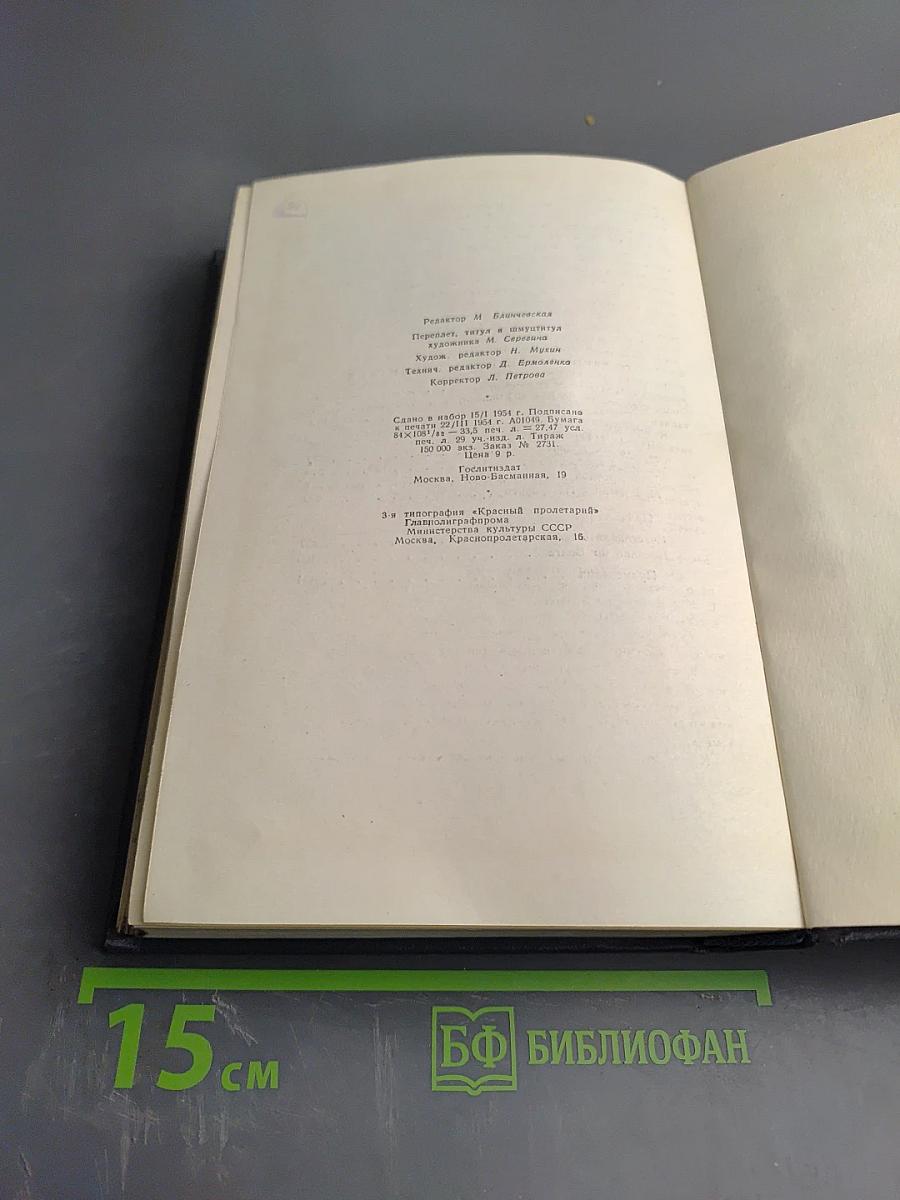 Редактор М Блинчевская
Переплет, титул и шмуцтитул
художника М. Серегина
Худож. редактор Н. Мухин
Технич. редактор Д. Ермоленко
Корректор Л. Петрова
*
Сдано в набор 15/I 1954 г. Подписано
к печати 22/III 1954 г. А01049. Бумага
84×108¹/₃₂ — 33,5 печ. л. = 27,47 усл.
печ. л. 29 уч.-изд. л. Тираж
150 000 экз. Заказ № 2731.
Цена 9 р.
Гослитиздат
Москва, Ново-Басманная, 19
*
3-я типография «Красный пролетарий»
Главполиграфпрома
Министерства культуры СССР
Москва, Краснопролетарская, 16.
15 см
БФ БИБЛИОФАН